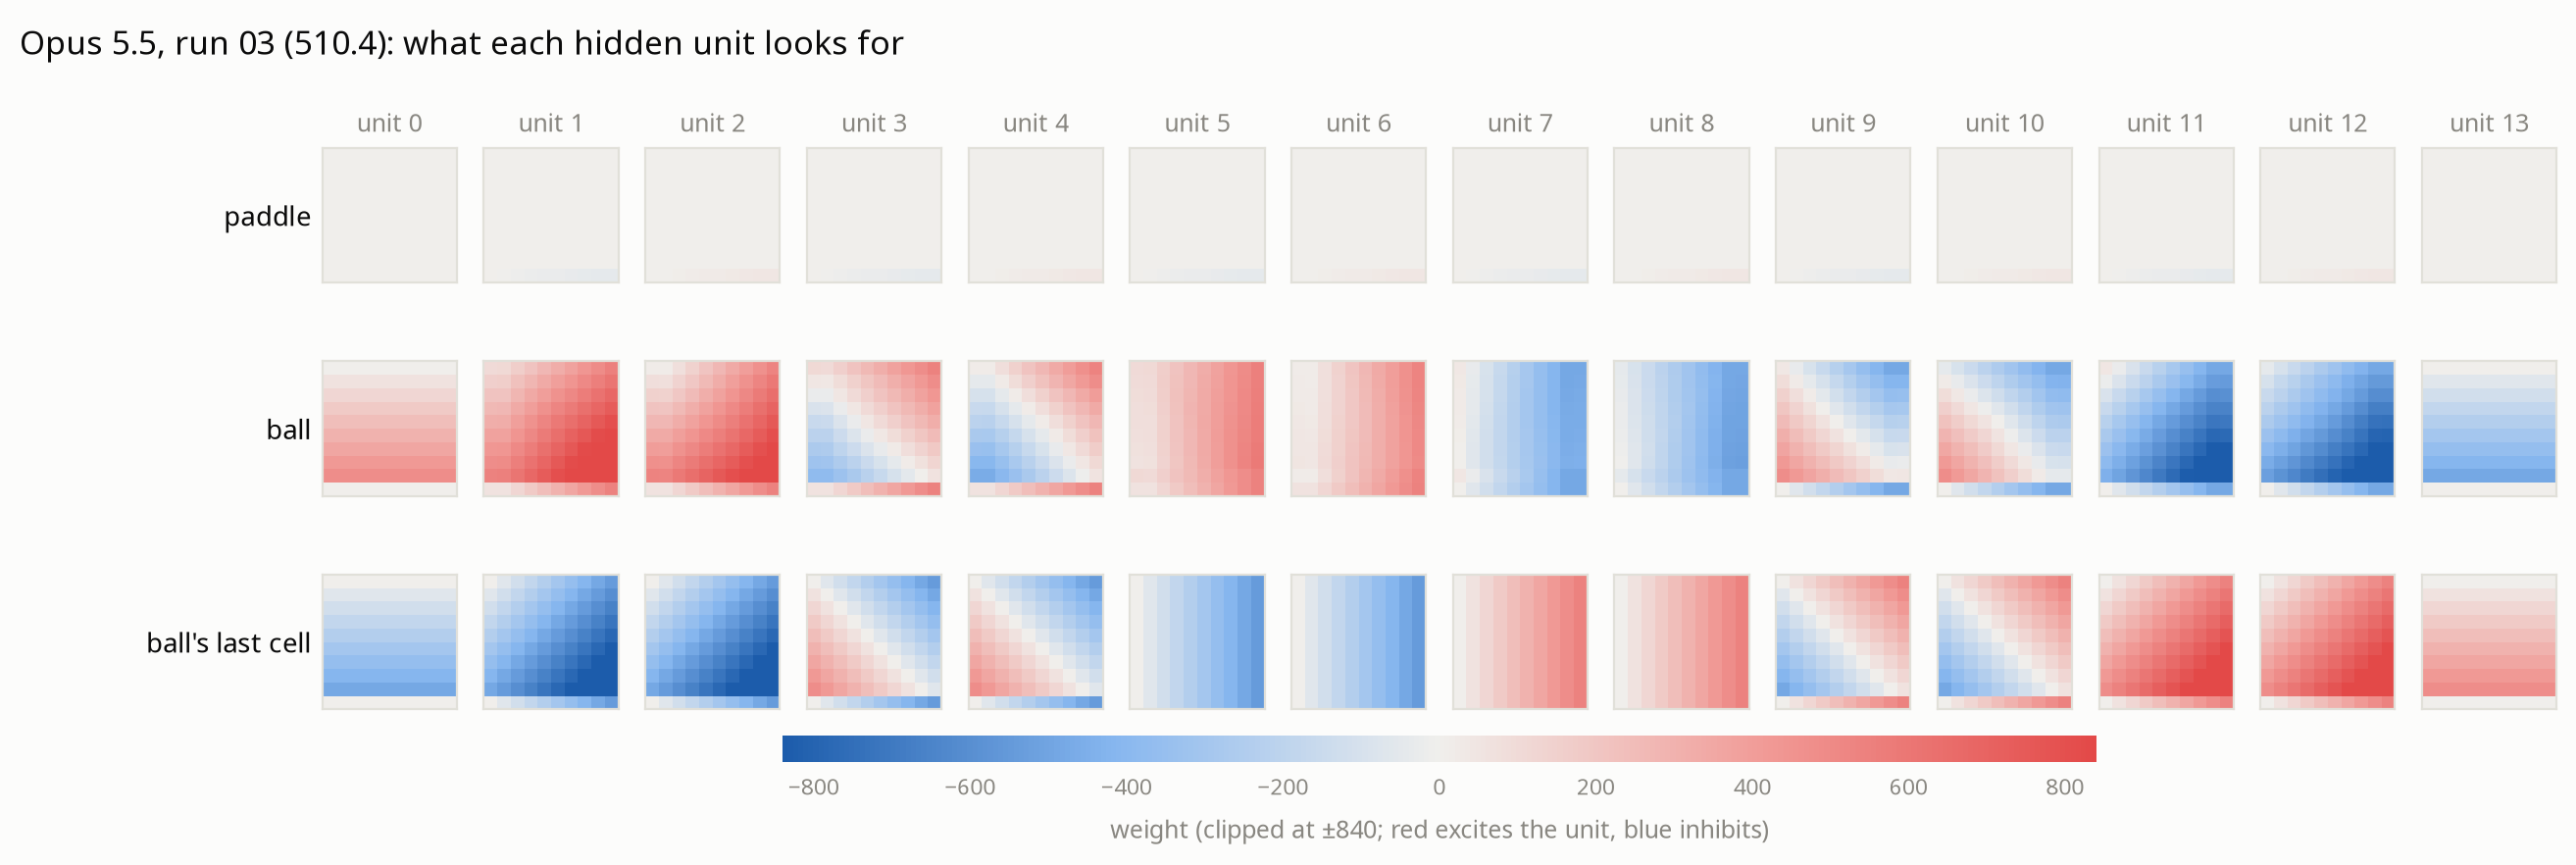 Opus 5.5, run 03 (510.4): what each hidden unit looks for
unit 0 unit 1 unit 2 unit 3 unit 4 unit 5 unit 6 unit 7 unit 8 unit 9 unit 10 unit 11 unit 12 unit 13
paddle
ball
ball's last cell
−800 −600 −400 −200 0 200 400 600 800
weight (clipped at ±840; red excites the unit, blue inhibits)